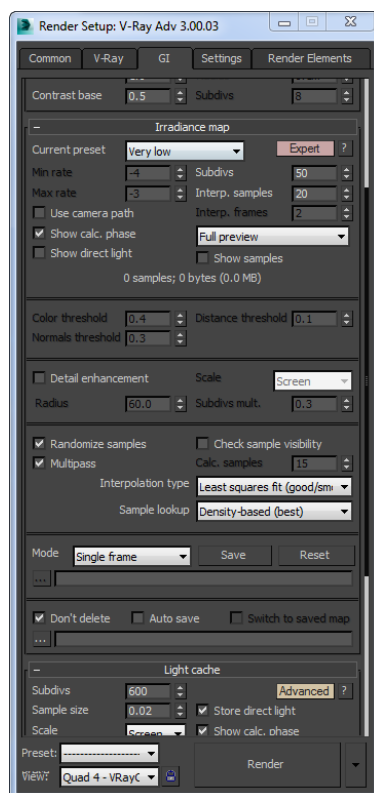 Render Setup: V-Ray Adv 3.00.03
Common V-Ray GI Settings Render Elements
Contrast base 0.5 Subdivs 8
− Irradiance map
Current preset Very low Expert ?
Min rate -4 Subdivs 50
Max rate -3 Interp. samples 20
Use camera path Interp. frames 2
Show calc. phase Full preview
Show direct light Show samples
0 samples; 0 bytes (0.0 MB)
Color threshold 0.4 Distance threshold 0.1
Normals threshold 0.3
Detail enhancement Scale Screen
Radius 60.0 Subdivs mult. 0.3
Randomize samples Check sample visibility
Multipass Calc. samples 15
Interpolation type Least squares fit (good/smo
Sample lookup Density-based (best)
Mode Single frame Save Reset
...
Don't delete Auto save Switch to saved map
...
− Light cache
Subdivs 600 Advanced ?
Sample size 0.02 Store direct light
Scale Screen Show calc. phase
Preset: Render
View: Quad 4 - VRayC